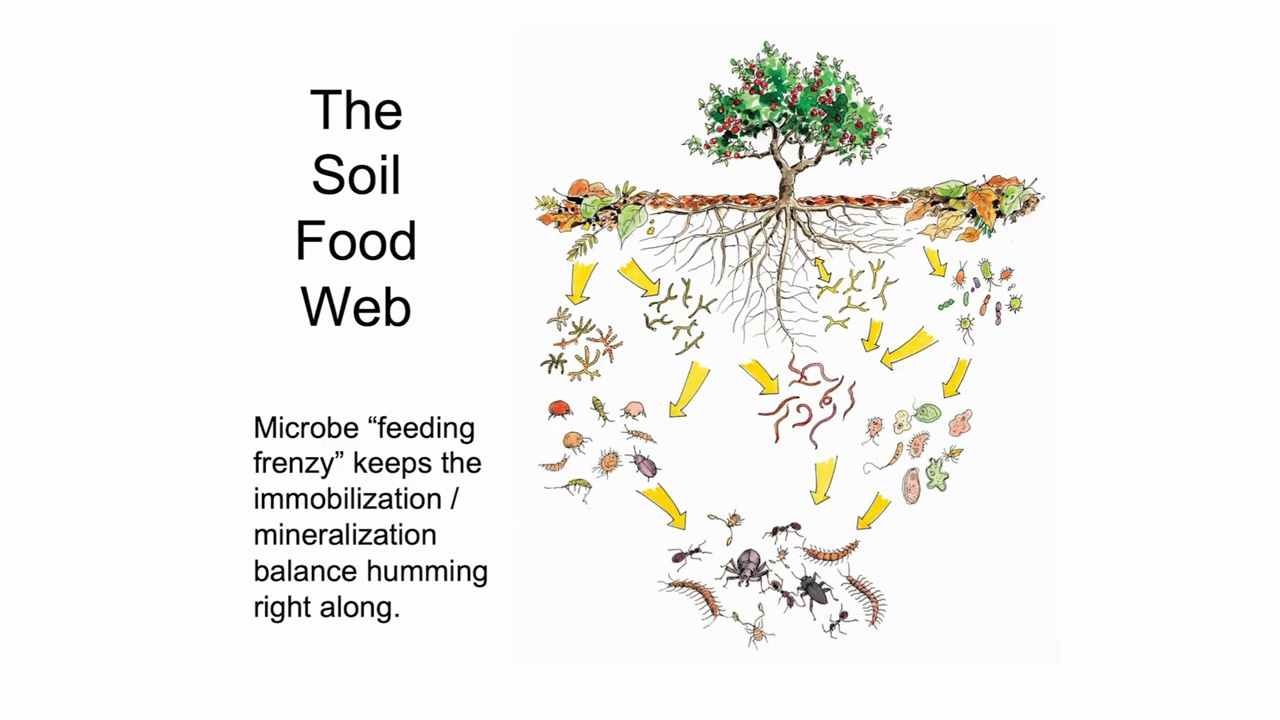 The
Soil
Food
Web
Microbe “feeding
frenzy” keeps the
immobilization /
mineralization
balance humming
right along.